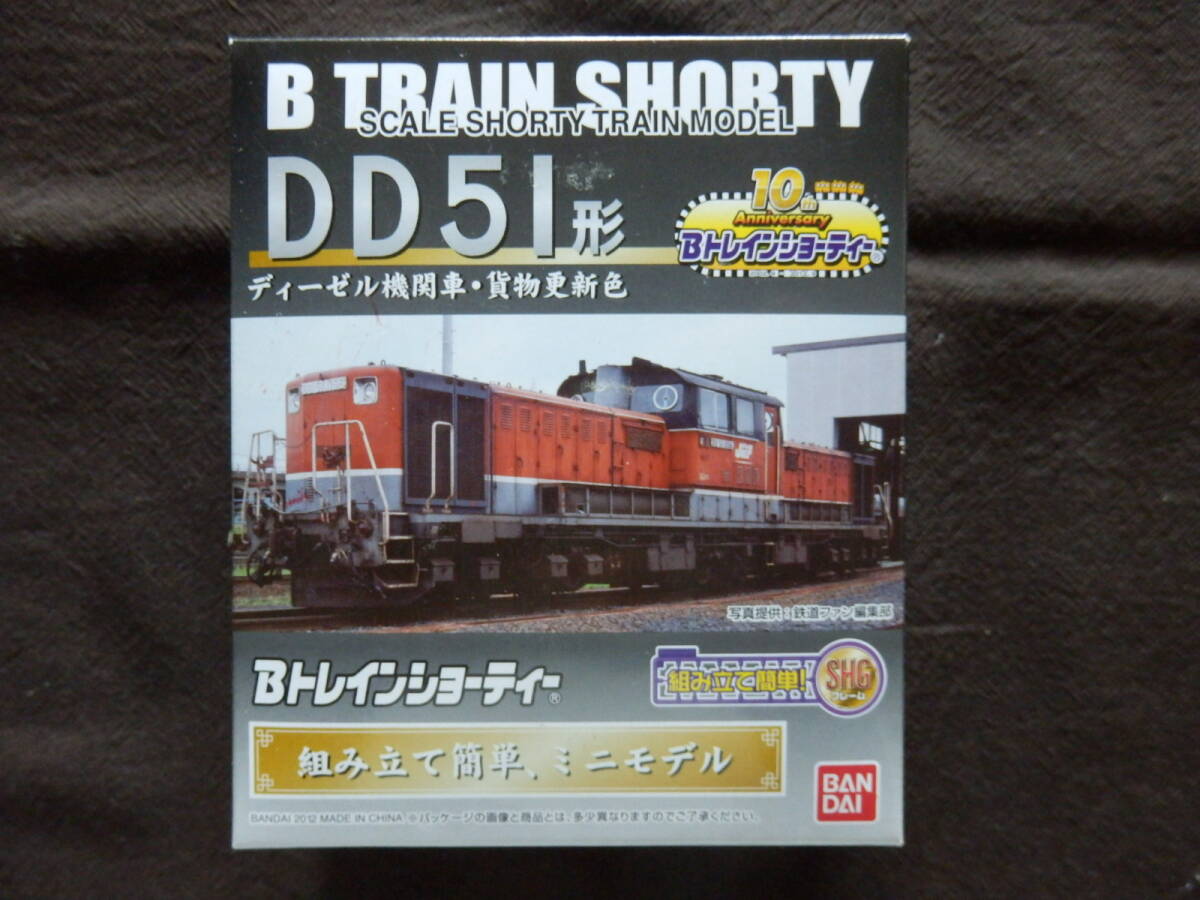 B TRAIN SHORTY
SCALE SHORTY TRAIN MODEL
DD51形
10th
Anniversary
Bトレインショーティー®
ディーゼル機関車・貨物更新色
写真提供：鉄道ファン編集部
Bトレインショーティー®
組み立て簡単!
SHG
フレーム
組み立て簡単、ミニモデル
BAN
DAI
BANDAI 2012 MADE IN CHINA ※パッケージの画像と商品とは、多少異なりますのでご了承ください。